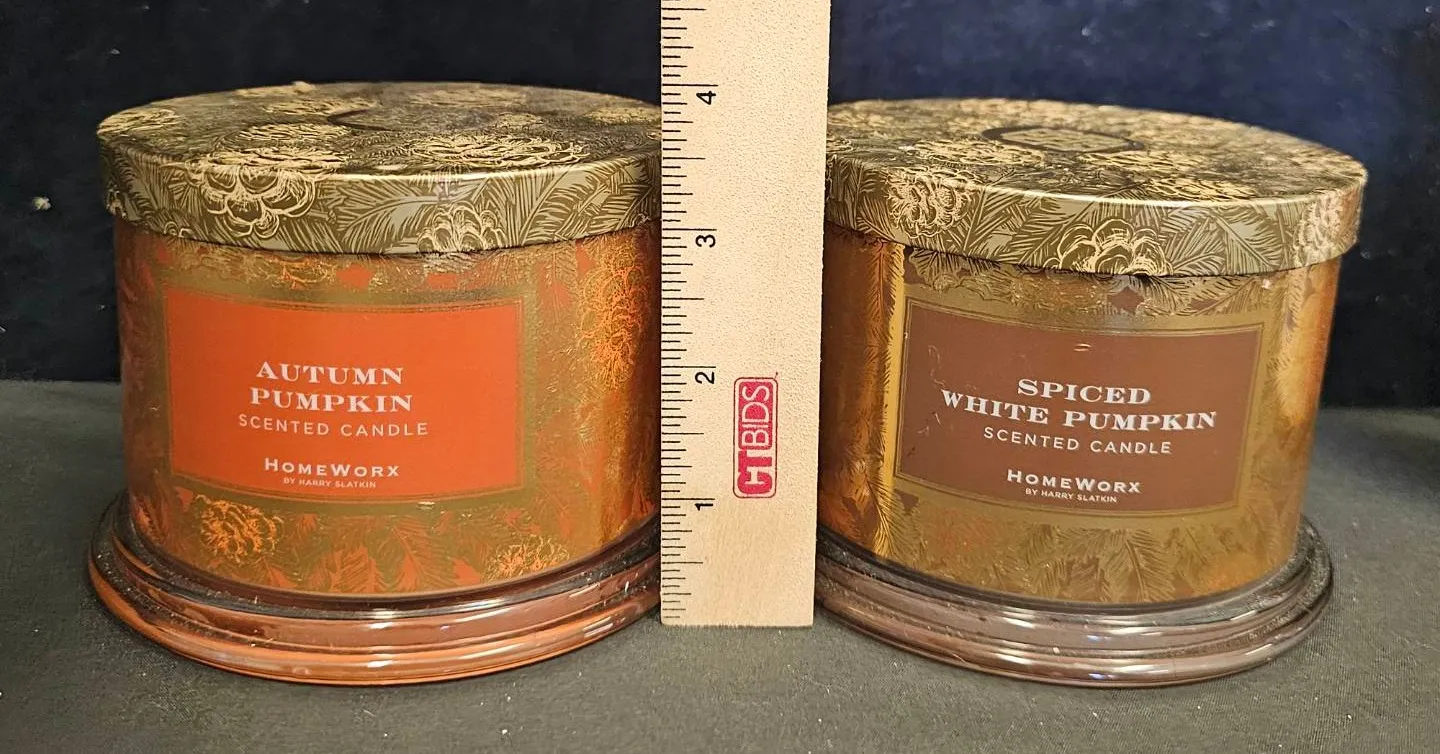 AUTUMN
PUMPKIN
SCENTED CANDLE
HOMEWORX
BY HARRY SLATKIN
4
3
2
1
CTBIDS
SPICED
WHITE PUMPKIN
SCENTED CANDLE
HOMEWORX
BY HARRY SLATKIN